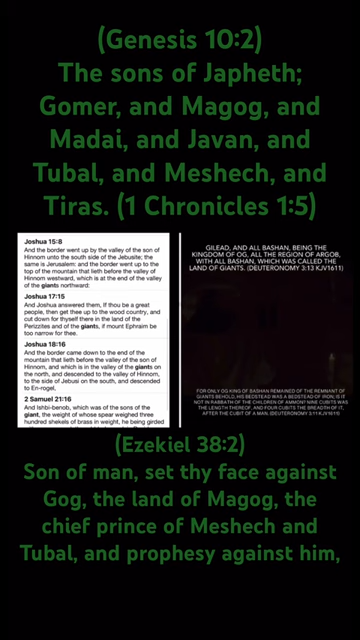 (Genesis 10:2)
The sons of Japheth;
Gomer, and Magog, and
Madai, and Javan, and
Tubal, and Meshech, and
Tiras. (1 Chronicles 1:5)
Joshua 15:8
And the border went up by the valley of the son of
Hinnom unto the south side of the Jebusite; the
same is Jerusalem: and the border went up to the
top of the mountain that lieth before the valley of
Hinnom westward, which is at the end of the valley
of the giants northward:
Joshua 17:15
And Joshua answered them, If thou be a great
people, then get thee up to the wood country, and
cut down for thyself there in the land of the
Perizzites and of the giants, if mount Ephraim be
too narrow for thee.
Joshua 18:16
And the border came down to the end of the
mountain that lieth before the valley of the son of
Hinnom, and which is in the valley of the giants on
the north, and descended to the valley of Hinnom,
to the side of Jebusi on the south, and descended
to En-rogel,
2 Samuel 21:16
And Ishbi-benob, which was of the sons of the
giant, the weight of whose spear weighed three
hundred shekels of brass in weight, he being girded
GILEAD, AND ALL BASHAN, BEING THE
KINGDOM OF OG, ALL THE REGION OF ARGOB,
WITH ALL BASHAN, WHICH WAS CALLED THE
LAND OF GIANTS. (DEUTERONOMY 3:13 KJV1611)
FOR ONLY OG KING OF BASHAN REMAINED OF THE REMNANT OF
GIANTS BEHOLD, HIS BEDSTEAD WAS A BEDSTEAD OF IRON; IS IT
NOT IN RABBATH OF THE CHILDREN OF AMMON? NINE CUBITS WAS
THE LENGTH THEREOF, AND FOUR CUBITS THE BREADTH OF IT,
AFTER THE CUBIT OF A MAN. (DEUTERONOMY 3:11 KJV1611)
(Ezekiel 38:2)
Son of man, set thy face against
Gog, the land of Magog, the
chief prince of Meshech and
Tubal, and prophesy against him,